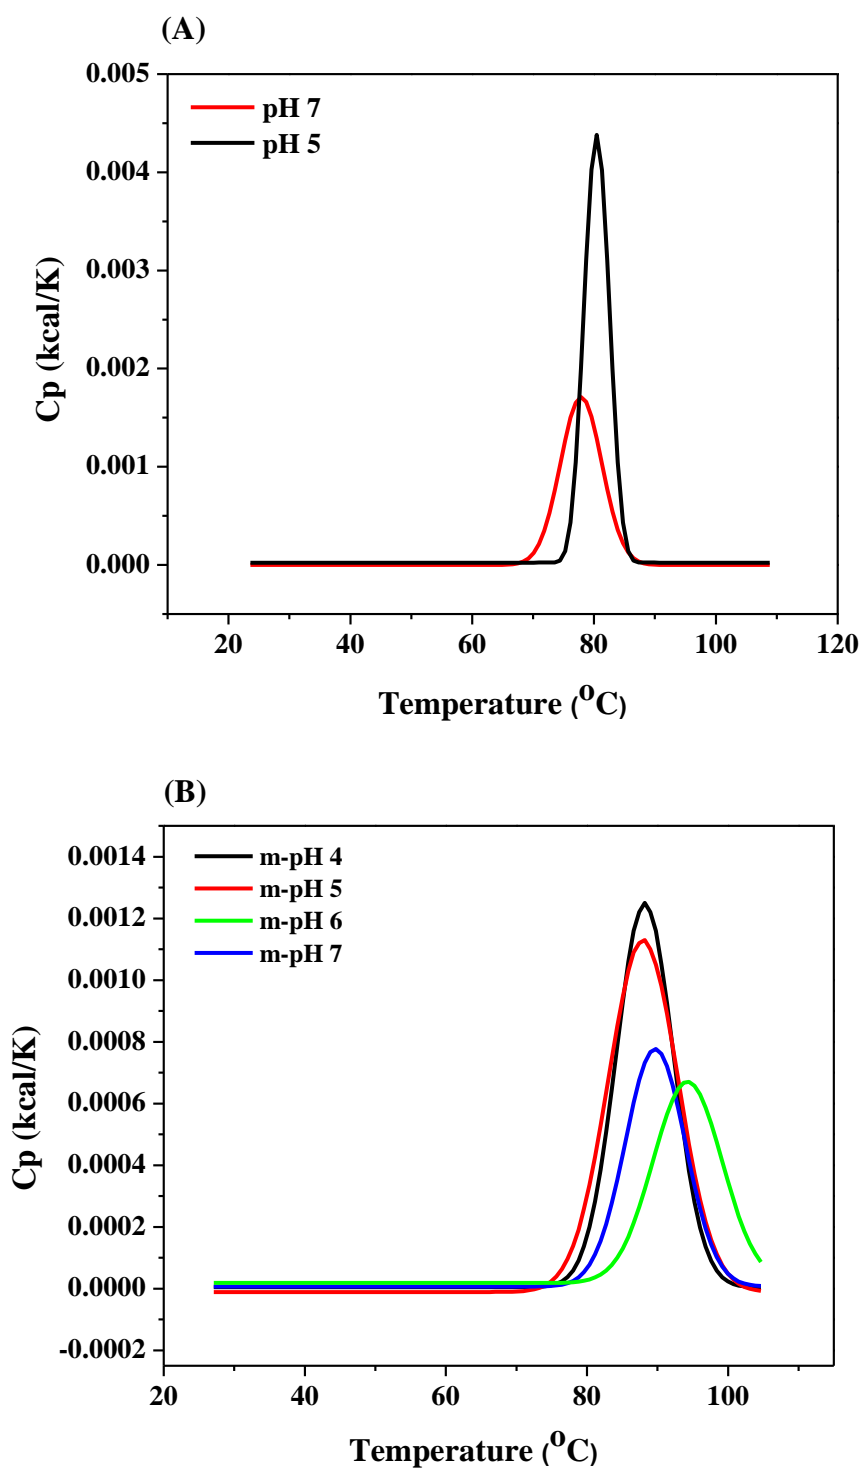 (A)
0.005
pH 7
pH 5
0.004
0.003
0.002
0.001
0.000
Cp (kcal/K)
20 40 60 80 100 120
Temperature (oC)
(B)
0.0014
m-pH 4
m-pH 5
m-pH 6
m-pH 7
0.0012
0.0010
0.0008
0.0006
0.0004
0.0002
0.0000
-0.0002
Cp (kcal/K)
20 40 60 80 100
Temperature (oC)